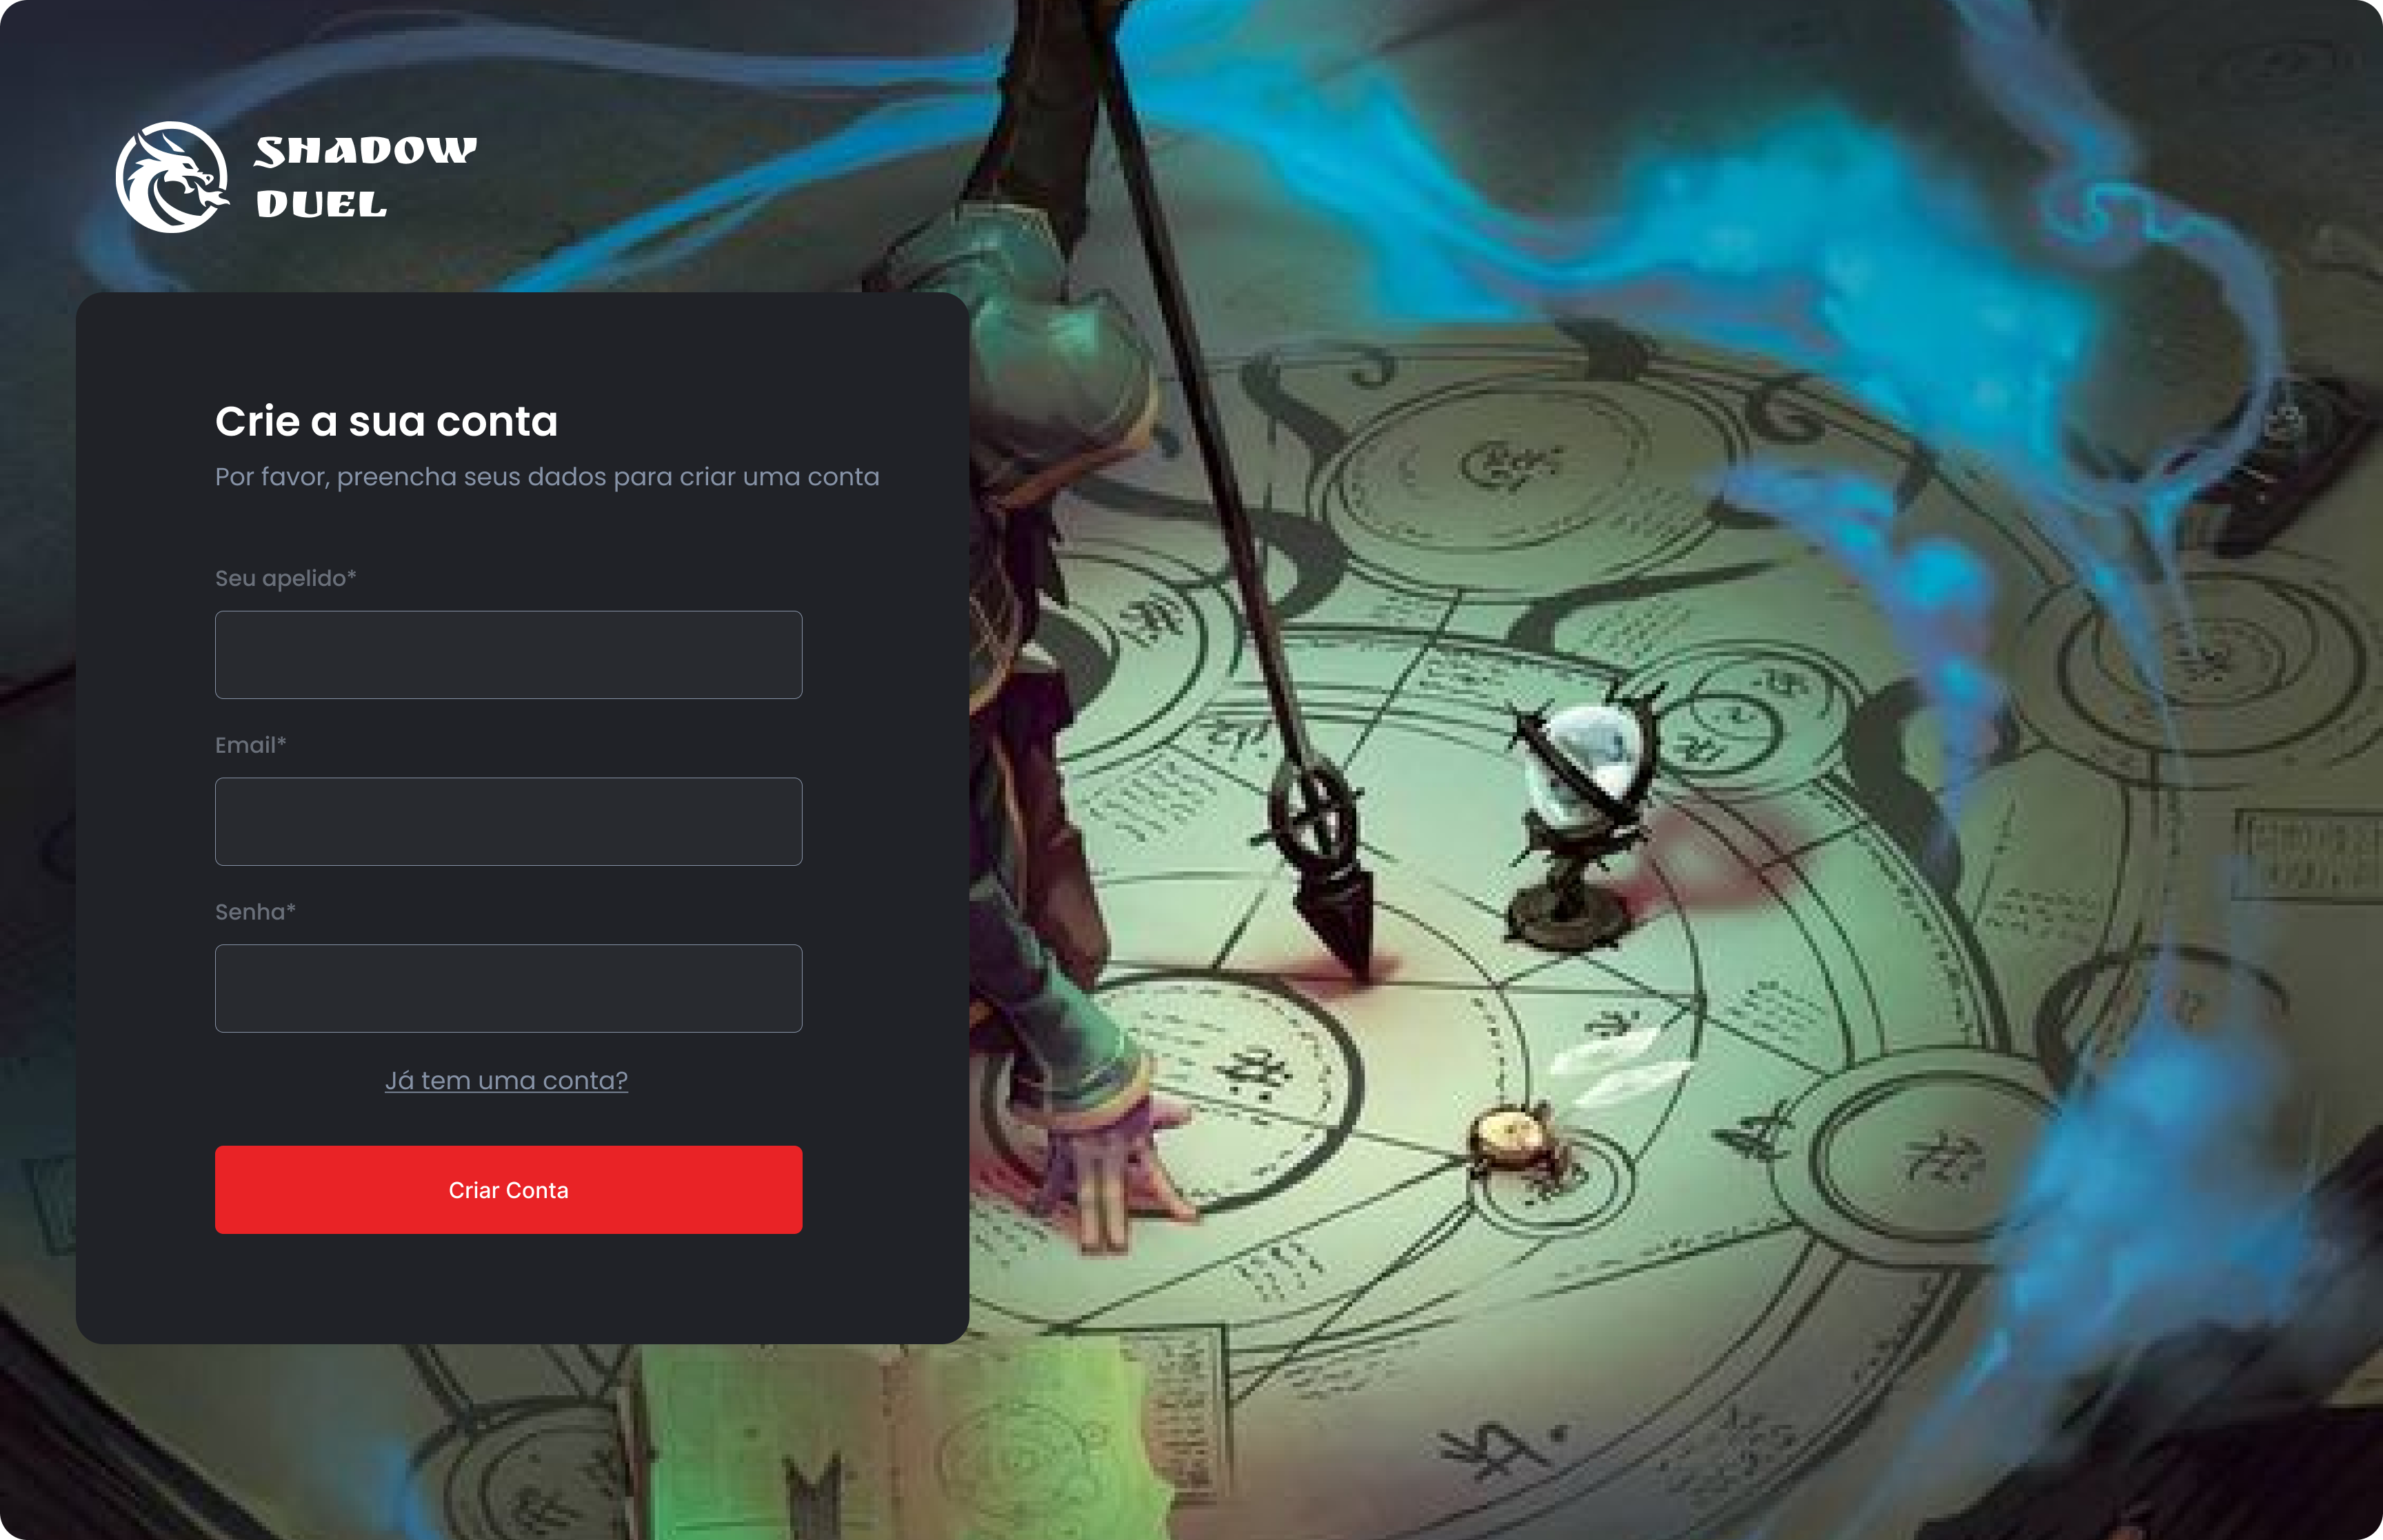 SHADOW
DUEL
Crie a sua conta
Por favor, preencha seus dados para criar uma conta
Seu apelido*
Email*
Senha*
Já tem uma conta?
Criar Conta